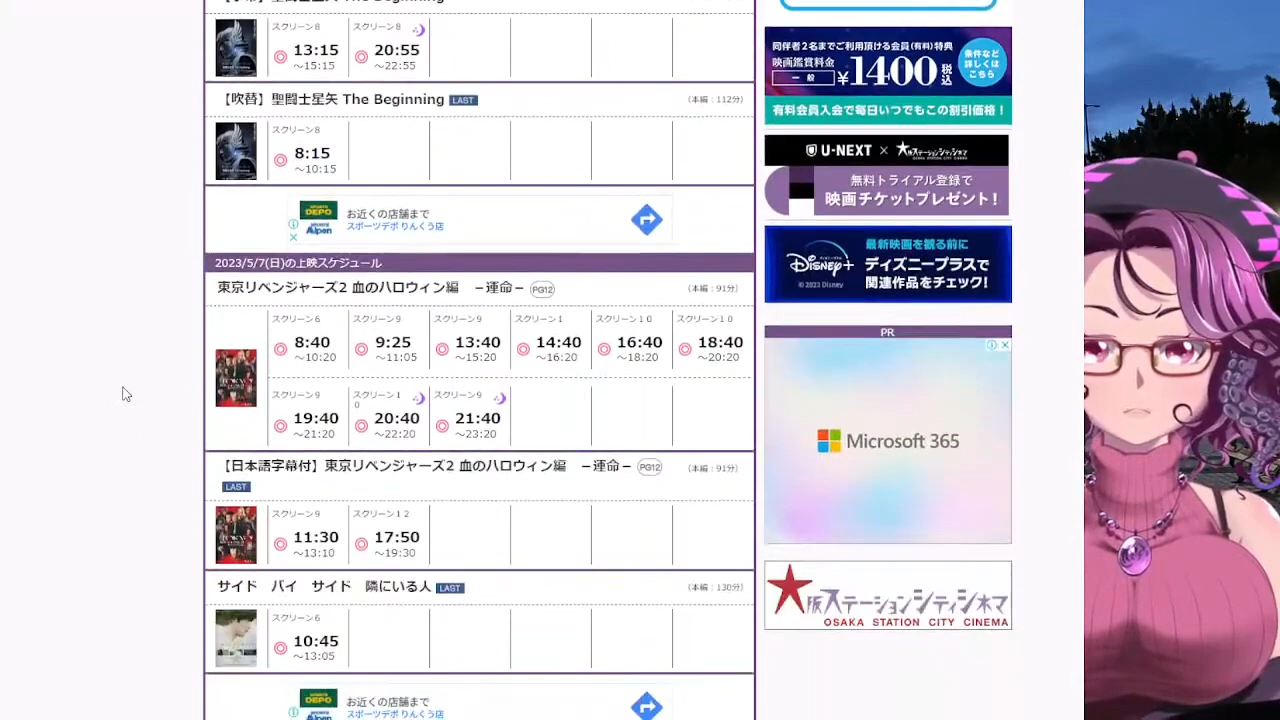 【字幕】聖闘士星矢 The Beginning
スクリーン８
13:15
～15:15
スクリーン８
20:55
～22:55
【吹替】聖闘士星矢 The Beginning LAST
（本編：112分）
スクリーン８
8:15
～10:15
SPORTS DEPO
Alpen
お近くの店舗まで
スポーツデポ りんくう店
2023/5/7(日)の上映スケジュール
東京リベンジャーズ2 血のハロウィン編　－運命－ PG12
（本編：91分）
スクリーン６
8:40
～10:20
スクリーン９
9:25
～11:05
スクリーン９
13:40
～15:20
スクリーン１
14:40
～16:20
スクリーン１０
16:40
～18:20
スクリーン１０
18:40
～20:20
スクリーン９
19:40
～21:20
スクリーン１
０
20:40
～22:20
スクリーン９
21:40
～23:20
【日本語字幕付】東京リベンジャーズ2 血のハロウィン編　－運命－ PG12
LAST
（本編：91分）
スクリーン９
11:30
～13:10
スクリーン１２
17:50
～19:30
サイド　バイ　サイド　隣にいる人 LAST
（本編：130分）
スクリーン６
10:45
～13:05
DEPO
Alpen
お近くの店舗まで
スポーツデポ りんくう店
同伴者2名までご利用頂ける会員(有料)特典
映画鑑賞料金
一 般
¥1400税込
条件など
詳しくは
こちら
有料会員入会で毎日いつでもこの割引価格！
U-NEXT × 大阪ステーションシティシネマ
OSAKA STATION CITY CINEMA
無料トライアル登録で
映画チケットプレゼント！
Disney+
© 2023 Disney
最新映画を観る前に
ディズニープラスで
関連作品をチェック！
PR
Microsoft 365
大阪ステーションシティシネマ
OSAKA STATION CITY CINEMA